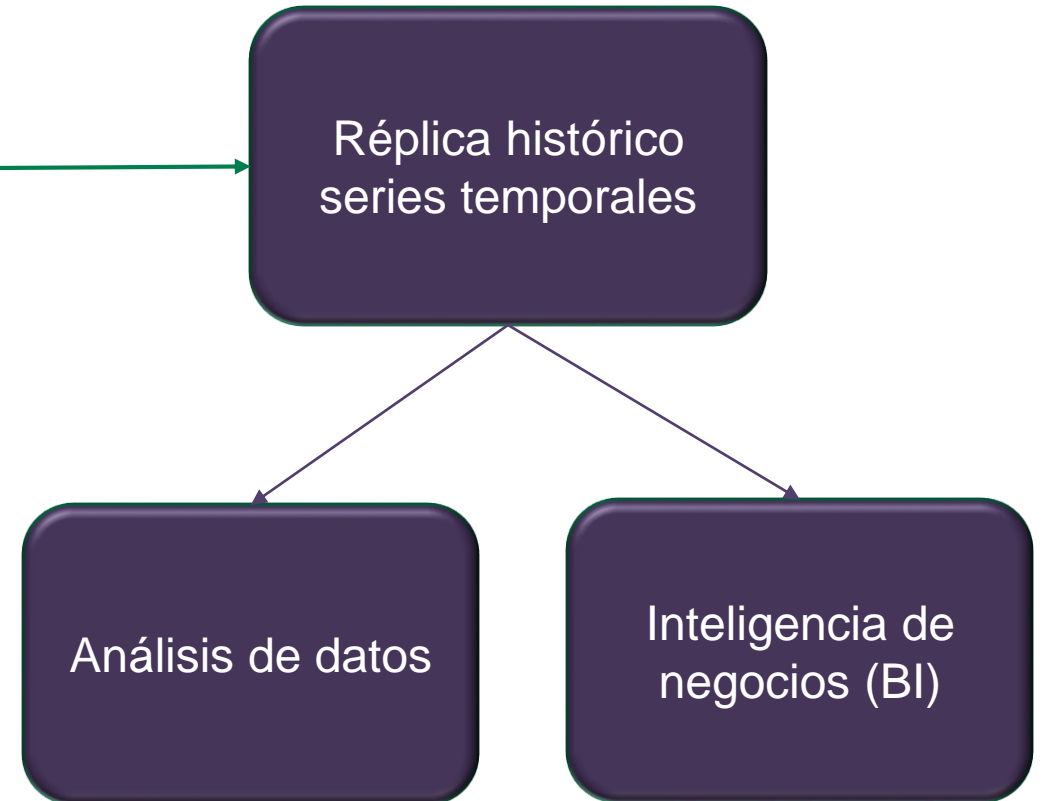 Réplica histórico
series temporales
Análisis de datos
Inteligencia de
negocios (BI)